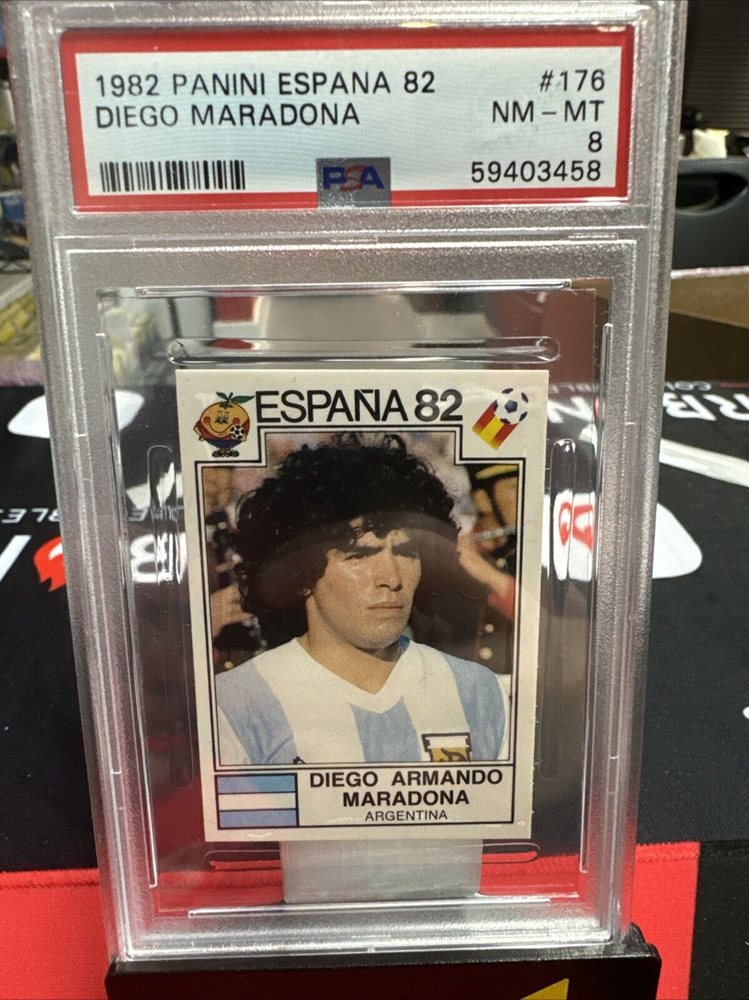 1982 PANINI ESPANA 82 #176
DIEGO MARADONA NM-MT
8
PSA 59403458
ESPAÑA 82
DIEGO ARMANDO
MARADONA
ARGENTINA